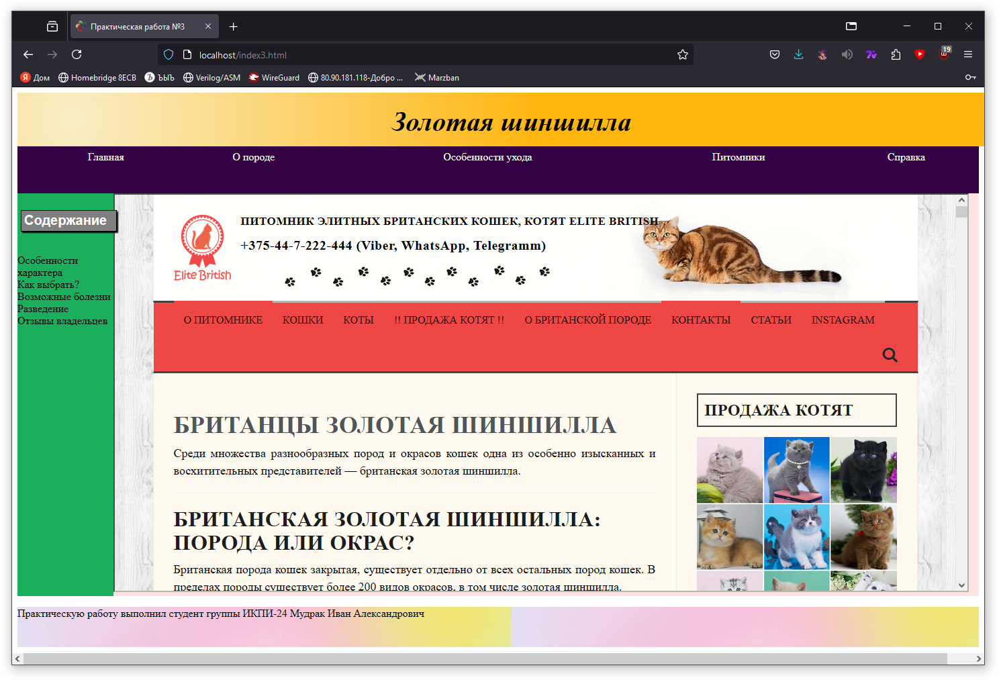 Практическая работа №3
localhost/index3.html
19
Дом
Homebridge 8ECB
ЪЫЪ
Verilog/ASM
WireGuard
80.90.181.118-Добро ...
Marzban
Золотая шиншилла
Главная
О породе
Особенности ухода
Питомники
Справка
Содержание
Особенности
характера
Как выбрать?
Возможные болезни
Разведение
Отзывы владельцев
Elite British
ПИТОМНИК ЭЛИТНЫХ БРИТАНСКИХ КОШЕК, КОТЯТ ELITE BRITISH
+375-44-7-222-444 (Viber, WhatsApp, Telegramm)
О ПИТОМНИКЕ
КОШКИ
КОТЫ
!! ПРОДАЖА КОТЯТ !!
О БРИТАНСКОЙ ПОРОДЕ
КОНТАКТЫ
СТАТЬИ
INSTAGRAM
БРИТАНЦЫ ЗОЛОТАЯ ШИНШИЛЛА
Среди множества разнообразных пород и окрасов кошек одна из особенно изысканных и
восхитительных представителей — британская золотая шиншилла.
БРИТАНСКАЯ ЗОЛОТАЯ ШИНШИЛЛА:
ПОРОДА ИЛИ ОКРАС?
Британская порода кошек закрытая, существует отдельно от всех остальных пород кошек. В
пределах породы существует более 200 видов окрасов, в том числе золотая шиншилла.
ПРОДАЖА КОТЯТ
Практическую работу выполнил студент группы ИКПИ-24 Мудрак Иван Александрович